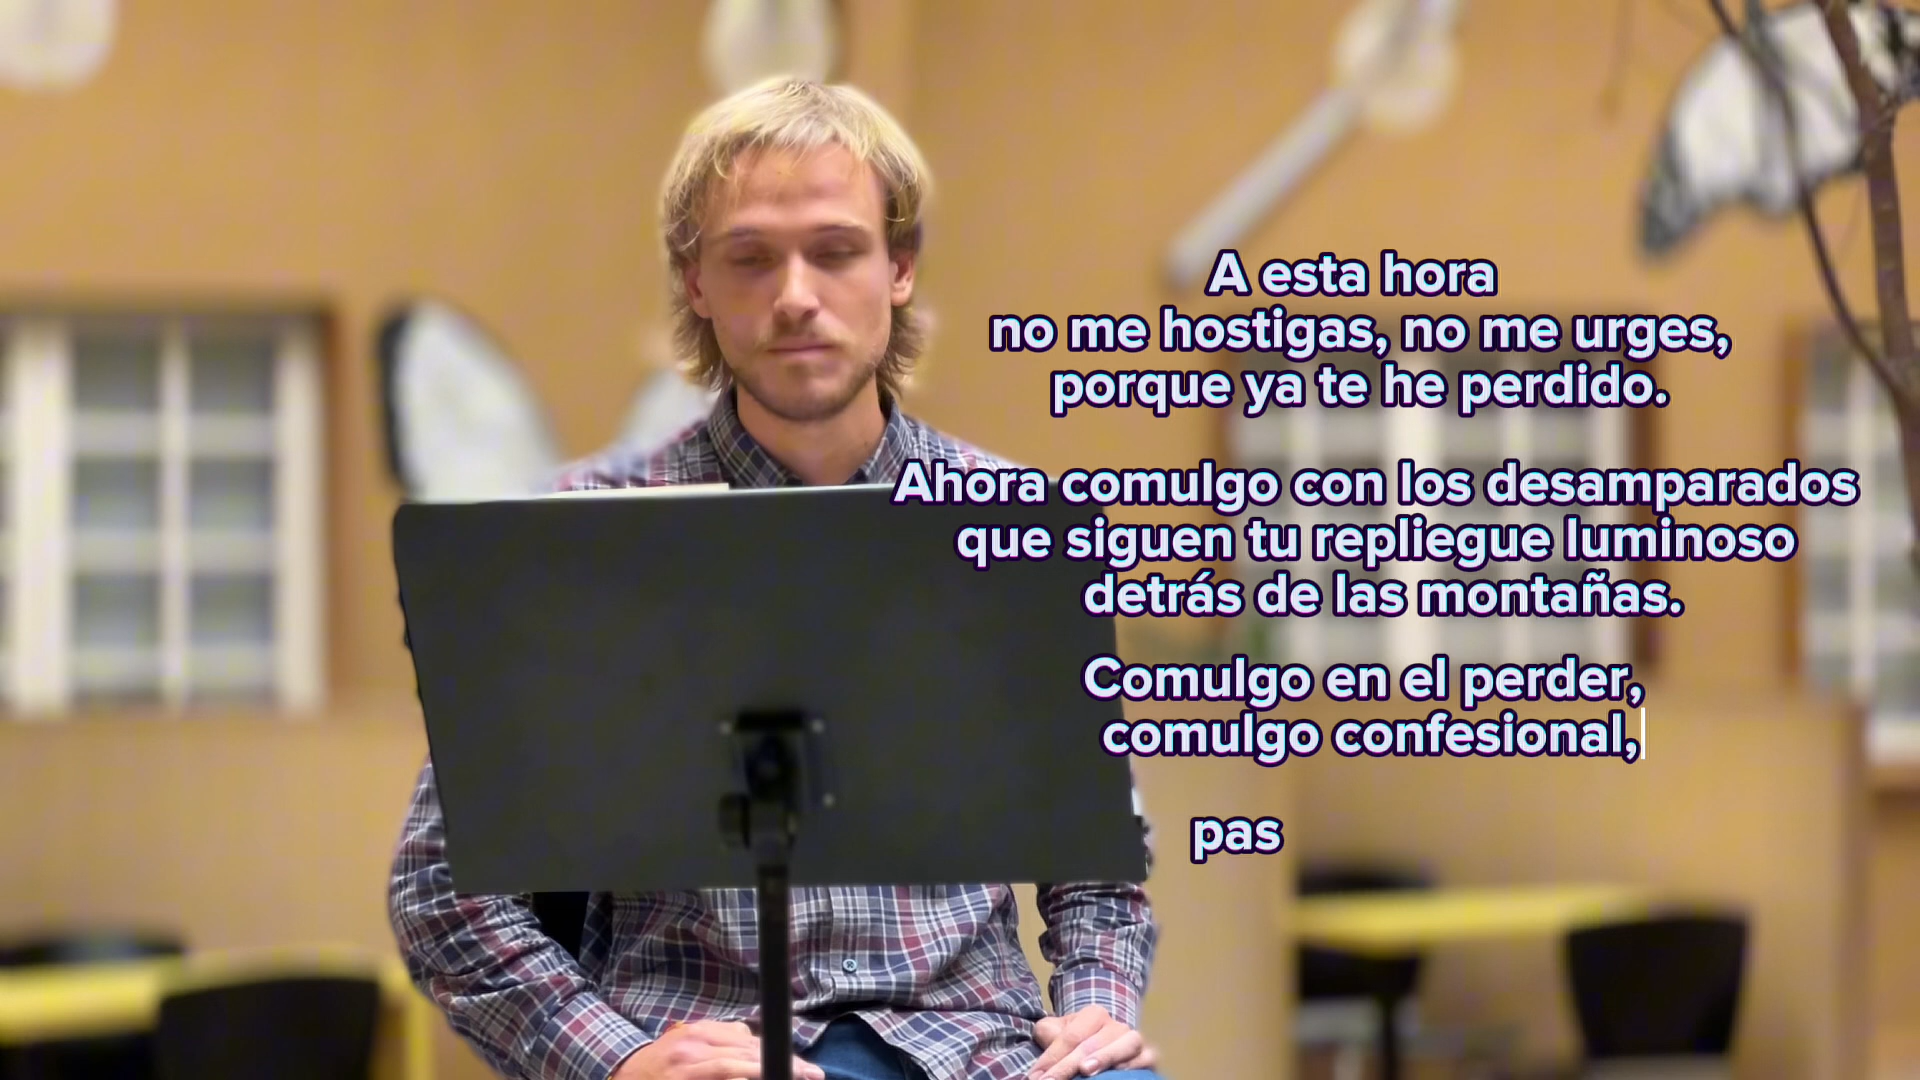 A esta hora
no me hostigas, no me urges,
porque ya te he perdido.
Ahora comulgo con los desamparados
que siguen tu repliegue luminoso
detrás de las montañas.
Comulgo en el perder,
comulgo confesional,
pas